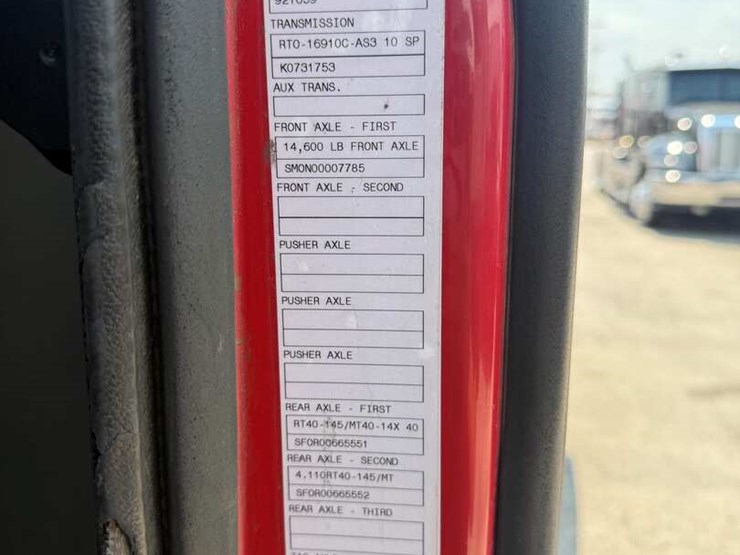 TRANSMISSION
RTO-16910C-AS3 10 SP
K0731753
AUX TRANS.
FRONT AXLE - FIRST
14,600 LB FRONT AXLE
SMON00007785
FRONT AXLE - SECOND
PUSHER AXLE
PUSHER AXLE
PUSHER AXLE
REAR AXLE - FIRST
RT40-145/MT40-14X 40
SFOR00665551
REAR AXLE - SECOND
4.110RT40-145/MT
SFOR00665552
REAR AXLE - THIRD